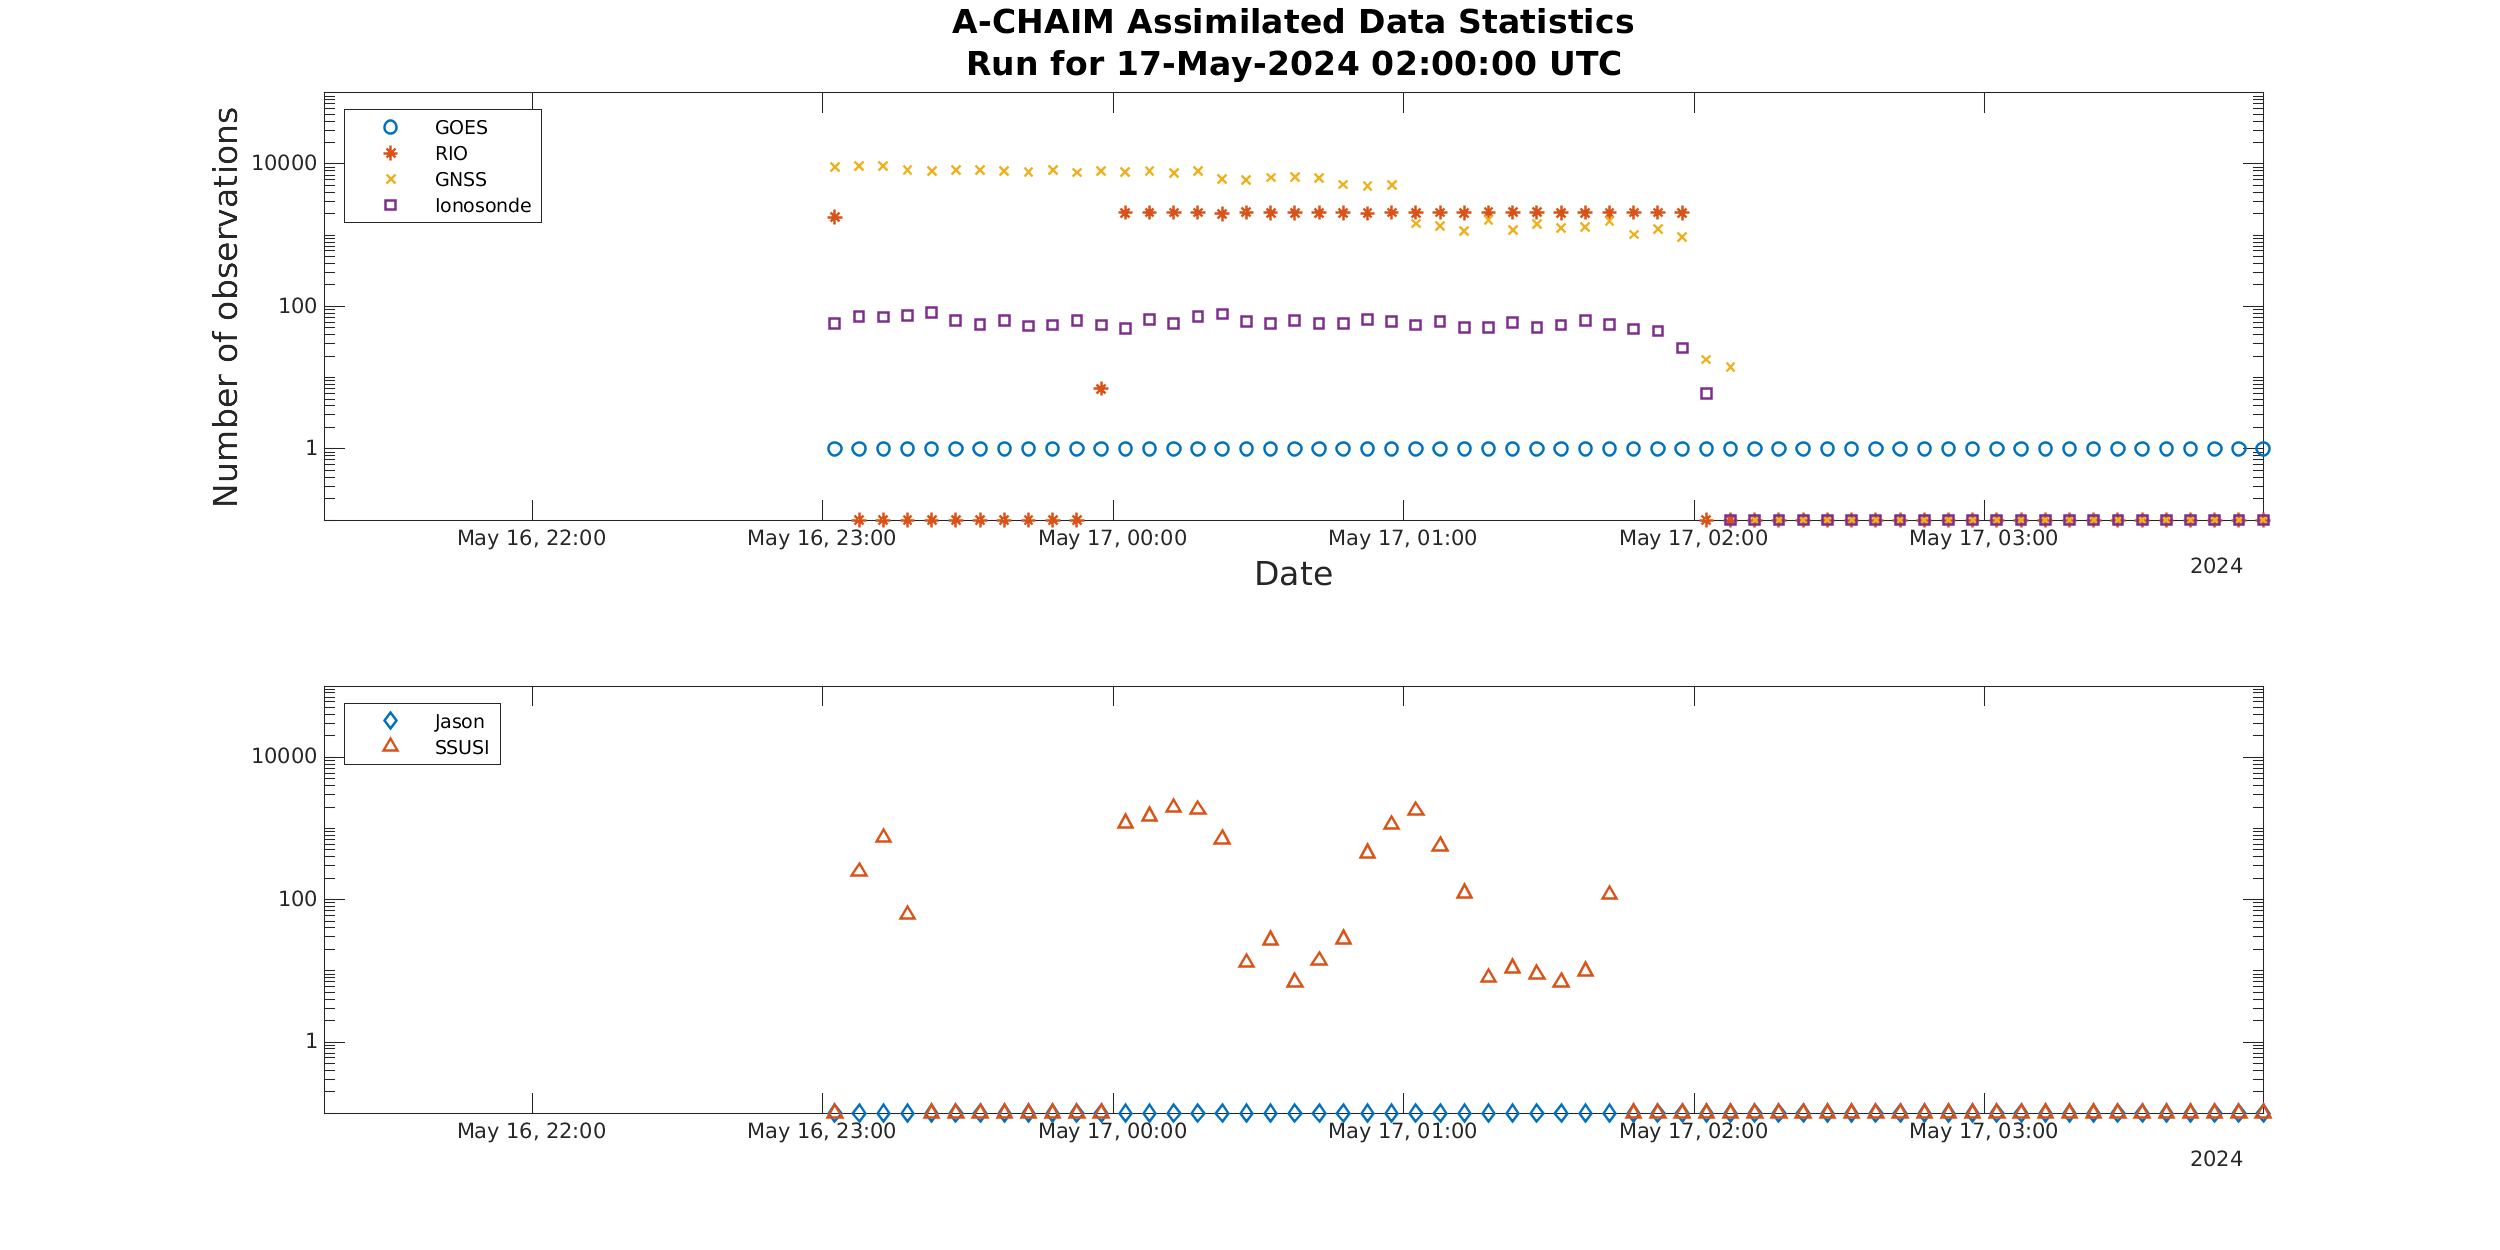 A-CHAIM Assimilated Data Statistics
Run for 17-May-2024 02:00:00 UTC
Number of observations
10000
100
1
GOES
RIO
GNSS
Ionosonde
May 16, 22:00
May 16, 23:00
May 17, 00:00
May 17, 01:00
May 17, 02:00
May 17, 03:00
2024
Date
10000
100
1
Jason
SSUSI
May 16, 22:00
May 16, 23:00
May 17, 00:00
May 17, 01:00
May 17, 02:00
May 17, 03:00
2024